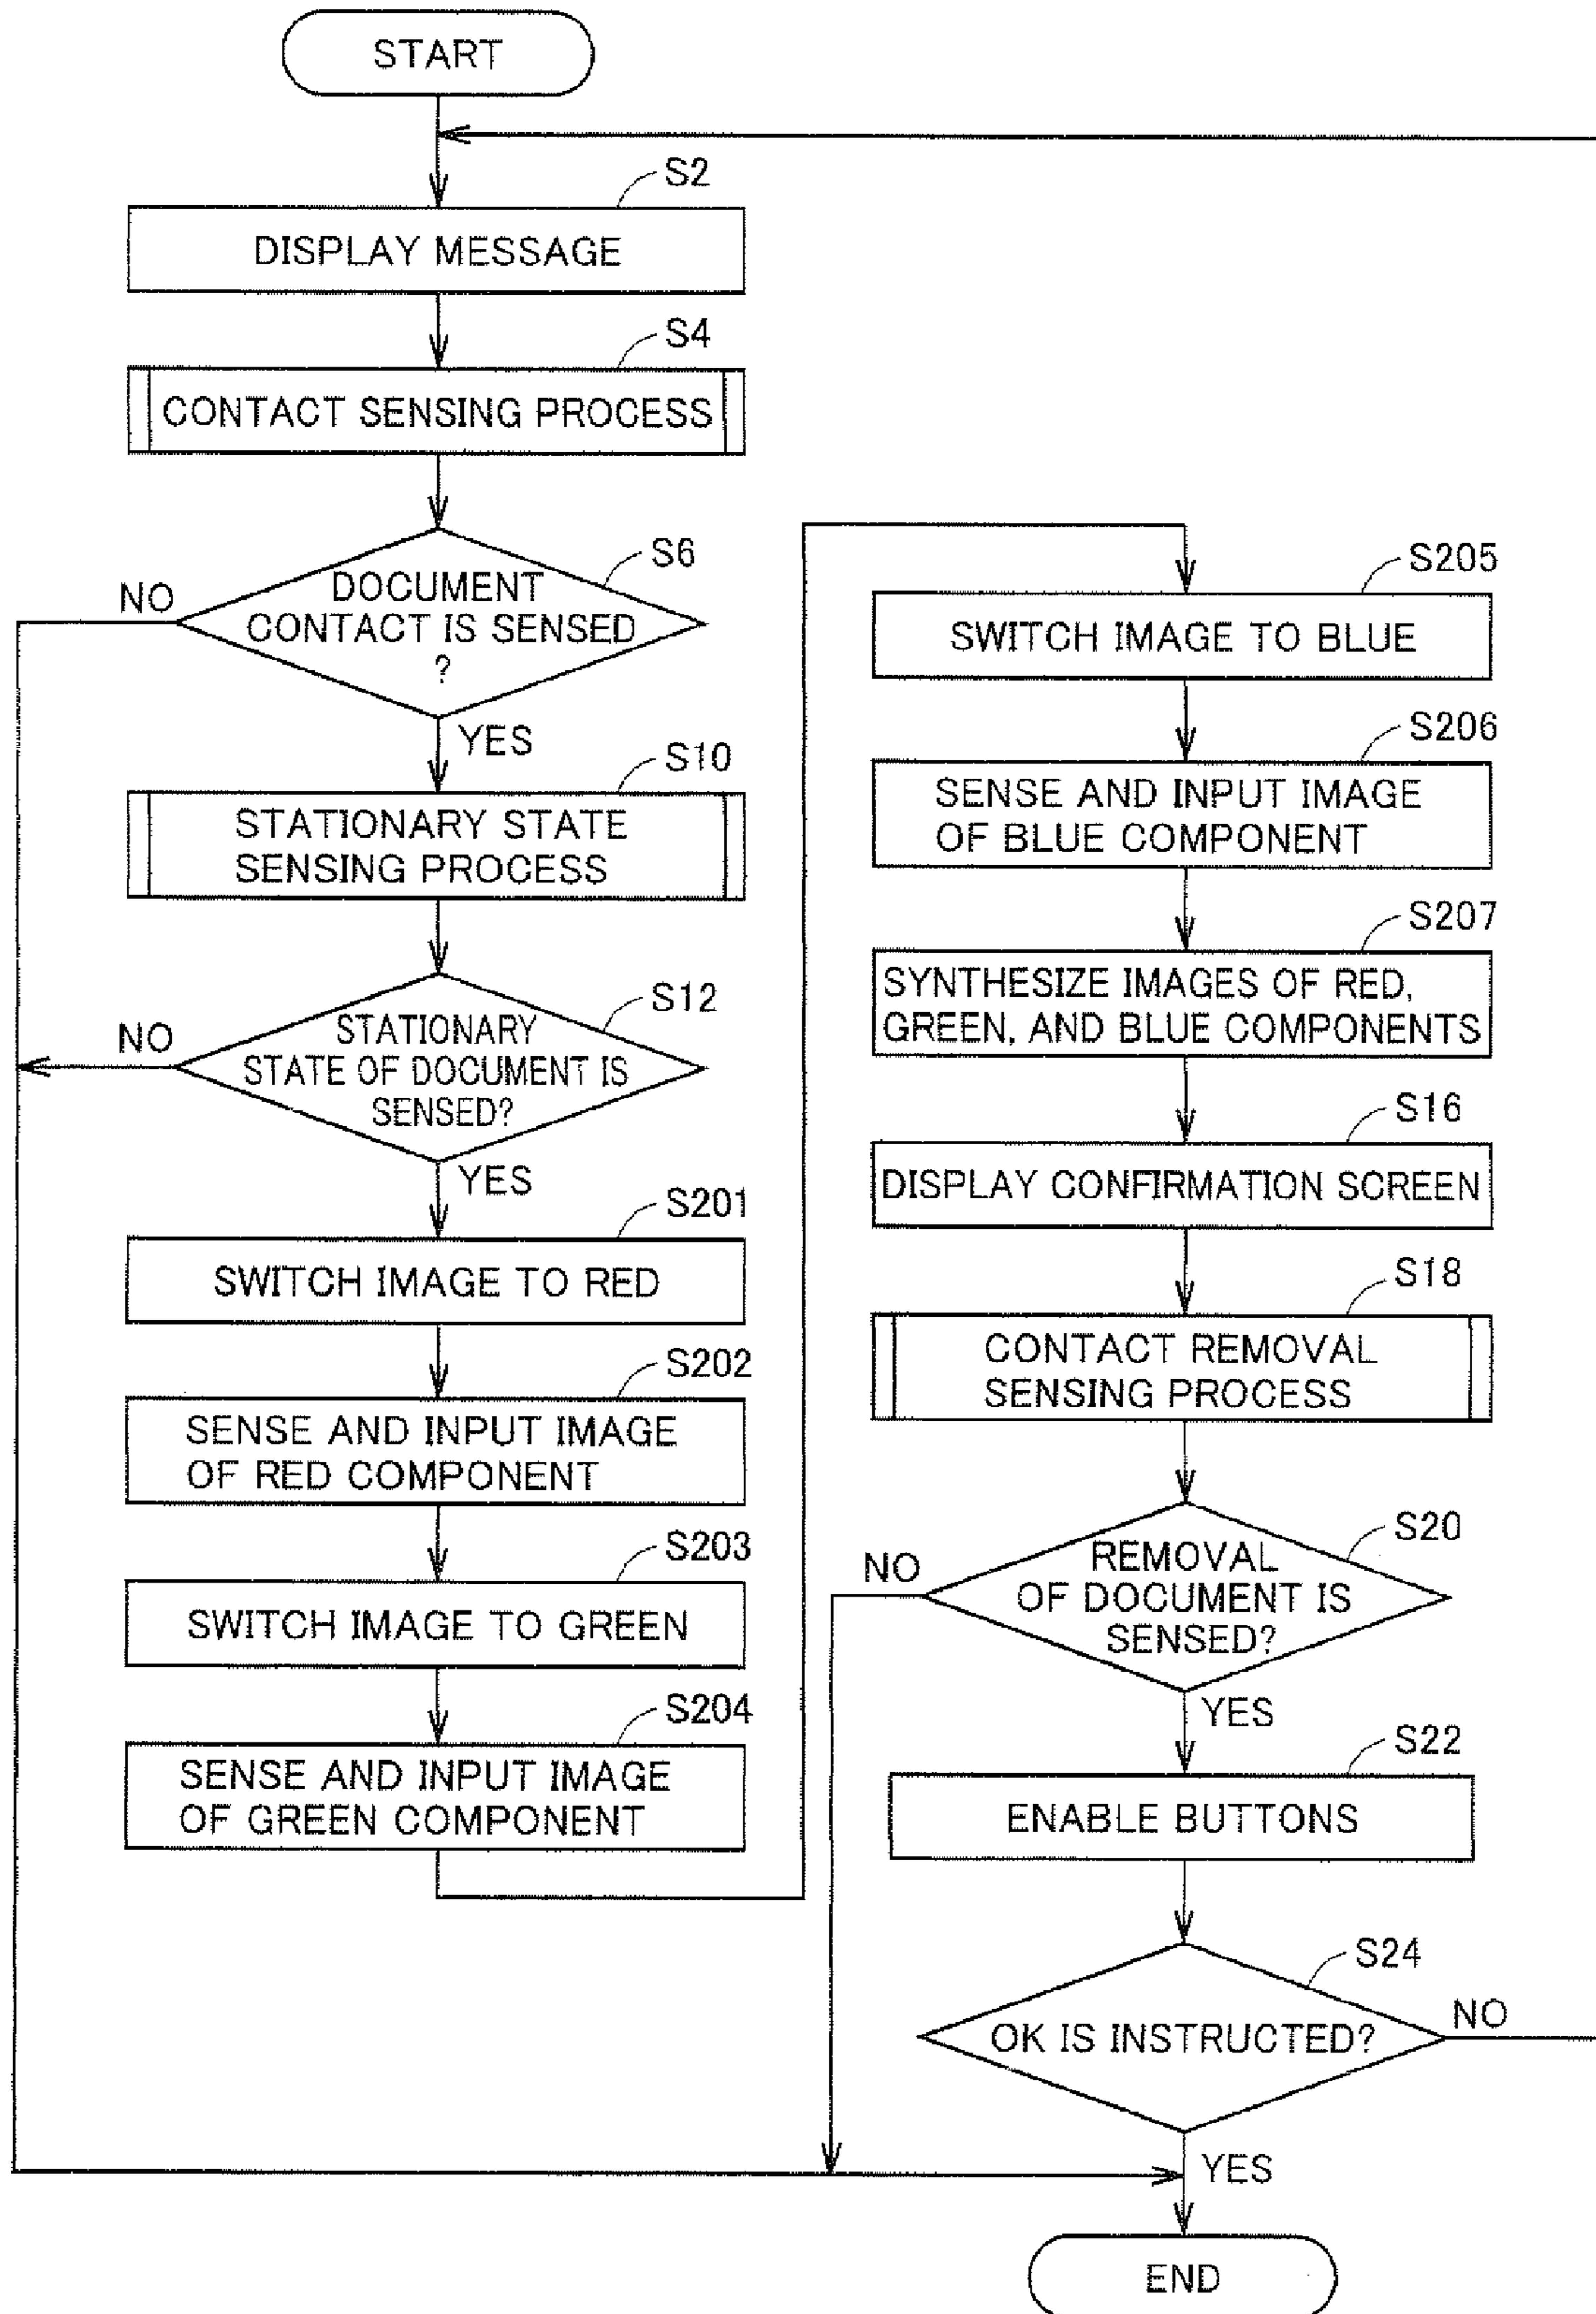 START
S2
DISPLAY MESSAGE
S4
CONTACT SENSING PROCESS
S6
DOCUMENT
CONTACT IS SENSED
?
NO
YES
S10
STATIONARY STATE
SENSING PROCESS
S12
STATIONARY
STATE OF DOCUMENT IS
SENSED?
NO
YES
S201
SWITCH IMAGE TO RED
S202
SENSE AND INPUT IMAGE
OF RED COMPONENT
S203
SWITCH IMAGE TO GREEN
S204
SENSE AND INPUT IMAGE
OF GREEN COMPONENT
S205
SWITCH IMAGE TO BLUE
S206
SENSE AND INPUT IMAGE
OF BLUE COMPONENT
S207
SYNTHESIZE IMAGES OF RED,
GREEN, AND BLUE COMPONENTS
S16
DISPLAY CONFIRMATION SCREEN
S18
CONTACT REMOVAL
SENSING PROCESS
S20
REMOVAL
OF DOCUMENT IS
SENSED?
NO
YES
S22
ENABLE BUTTONS
S24
OK IS INSTRUCTED?
NO
YES
END